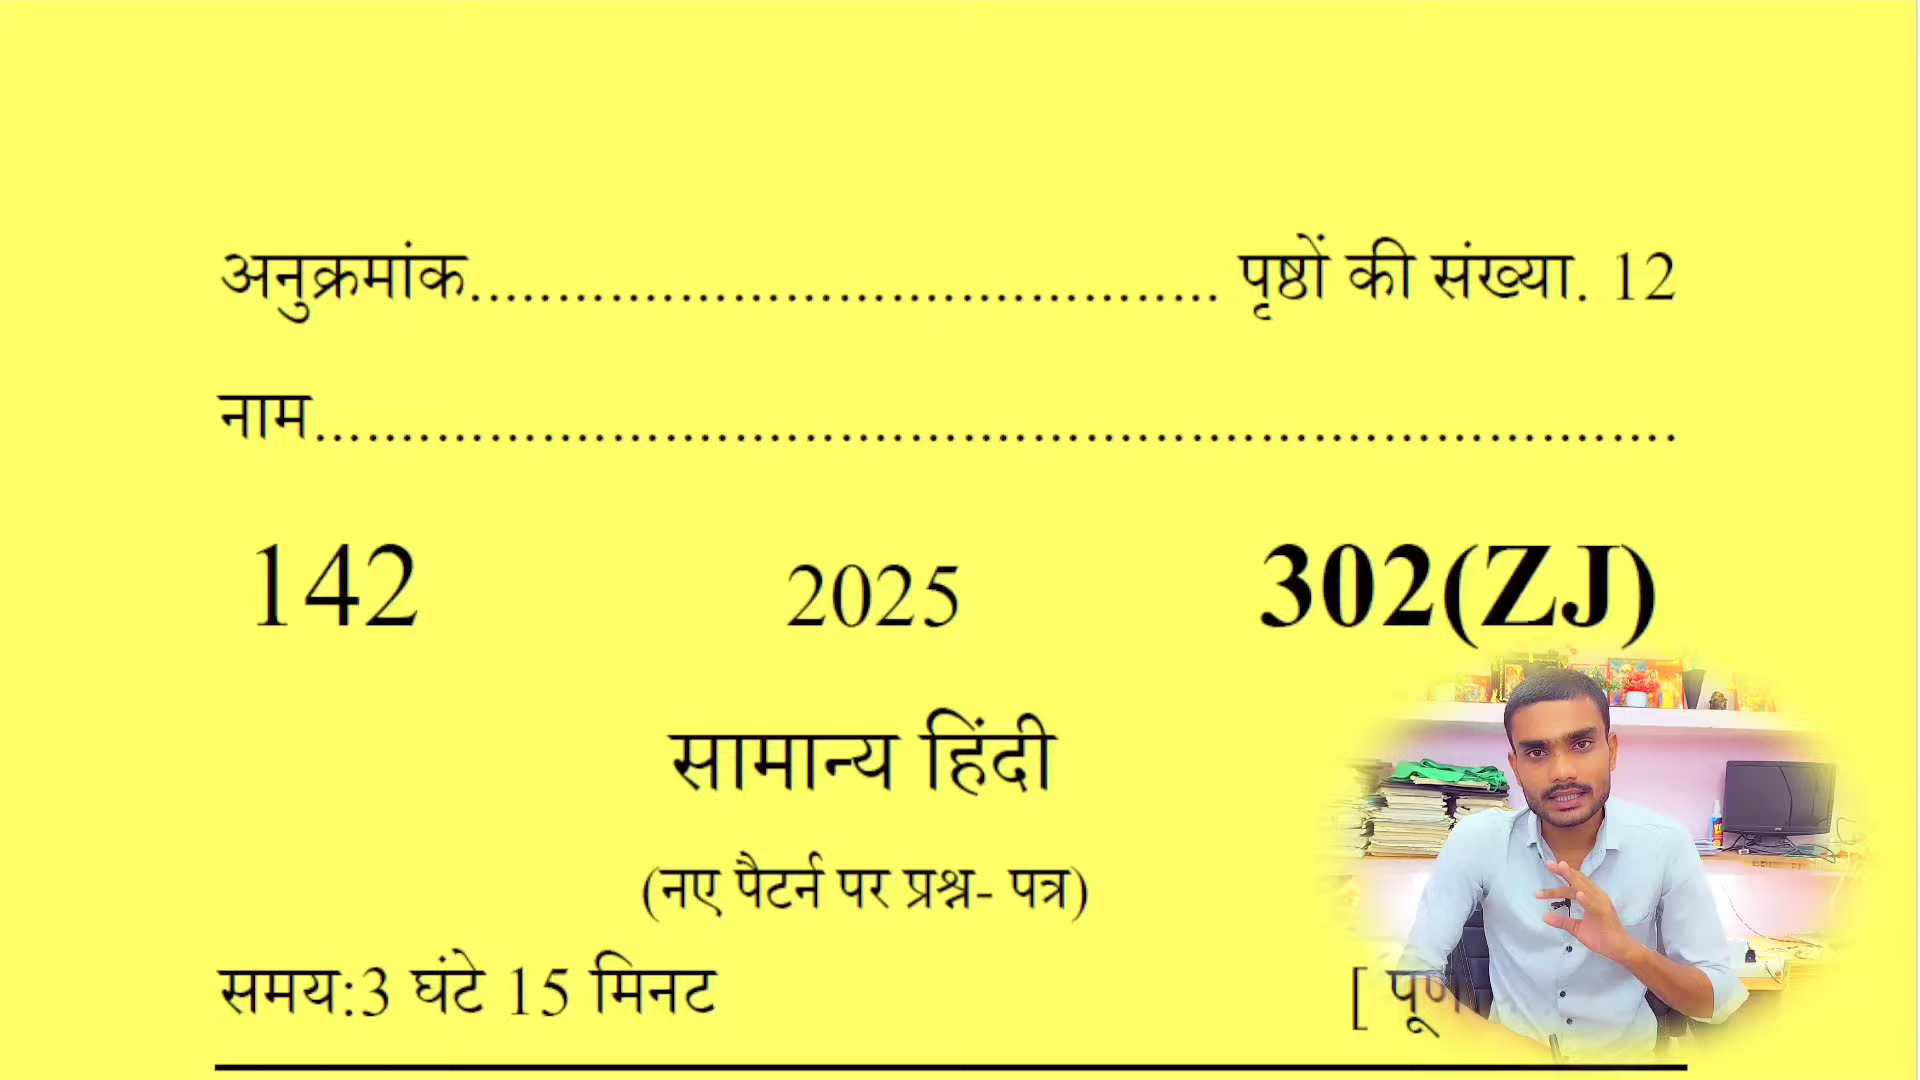 अनुक्रमांक........................................... पृष्ठों की संख्या. 12
नाम...............................................................................
142 2025 302(ZJ)
सामान्य हिंदी
(नए पैटर्न पर प्रश्न- पत्र)
समय:3 घंटे 15 मिनट [